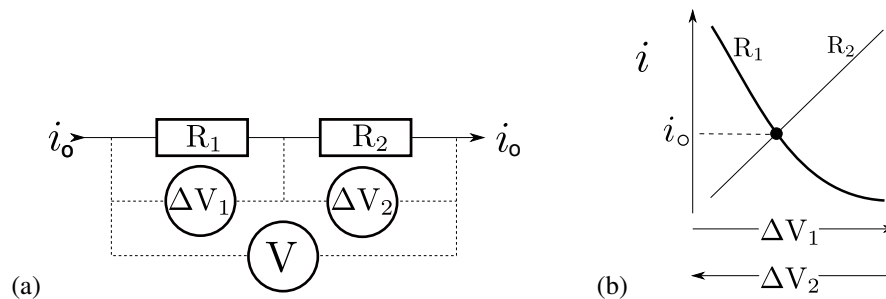 i₀ R₁ R₂ i₀
ΔV₁ ΔV₂
V
(a)
i R₁ R₂
i₀
ΔV₁
ΔV₂
(b)